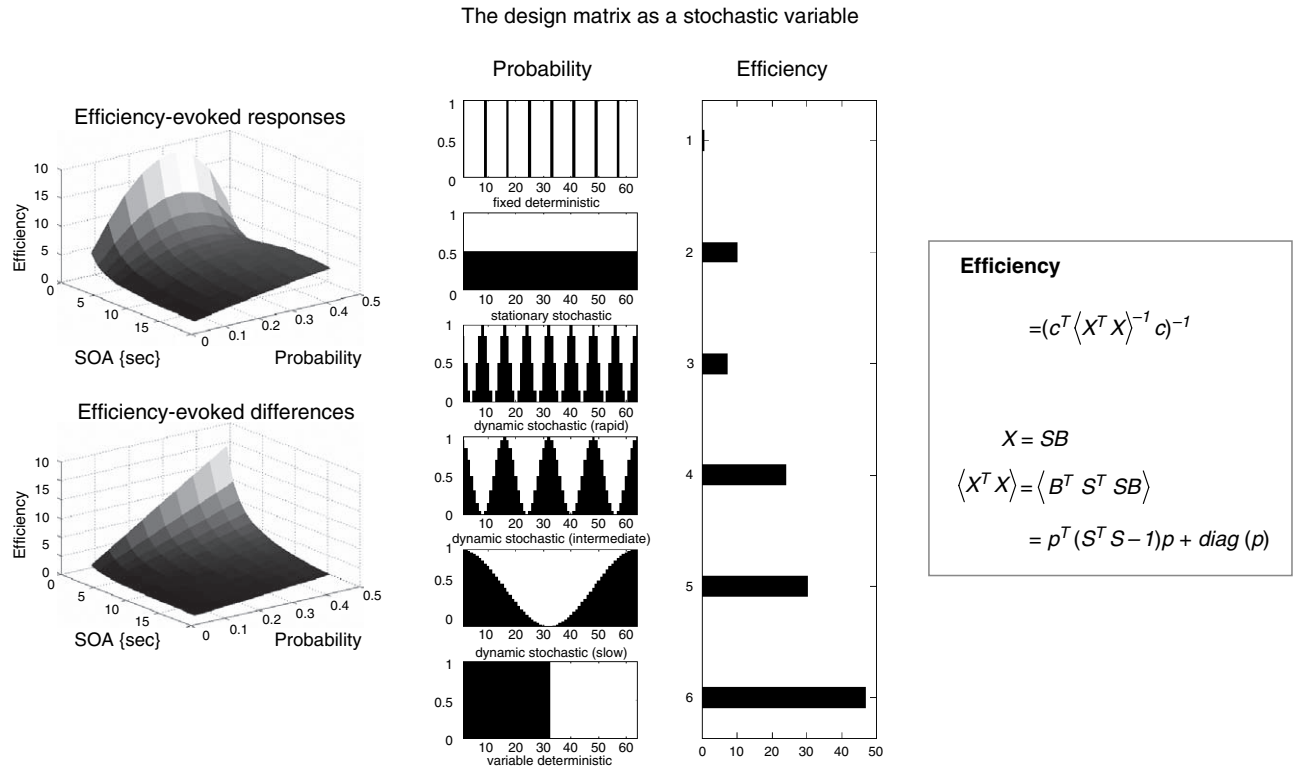 The design matrix as a stochastic variable
Efficiency-evoked responses
10
15
10
5
0
Efficiency
0
5
10
15
SOA {sec}
0
0.1
0.2
0.3
0.4
0.5
Probability
Efficiency-evoked differences
10
15
10
5
5
0
Efficiency
0
5
10
15
SOA {sec}
0
0.1
0.2
0.3
0.4
0.5
Probability
Probability
1
0.5
0
10 20 30 40 50 60
fixed deterministic
1
0.5
0
10 20 30 40 50 60
stationary stochastic
1
0.5
0
10 20 30 40 50 60
dynamic stochastic (rapid)
1
0.5
0
10 20 30 40 50 60
dynamic stochastic (intermediate)
1
0.5
0
10 20 30 40 50 60
dynamic stochastic (slow)
1
0.5
0
10 20 30 40 50 60
variable deterministic
Efficiency
1
2
3
4
5
6
0 10 20 30 40 50
Efficiency
=(c^T ⟨X^T X⟩^−1 c)^−1
X = SB
⟨X^T X⟩ = ⟨B^T S^T SB⟩
= p^T (S^T S − 1)p + diag (p)